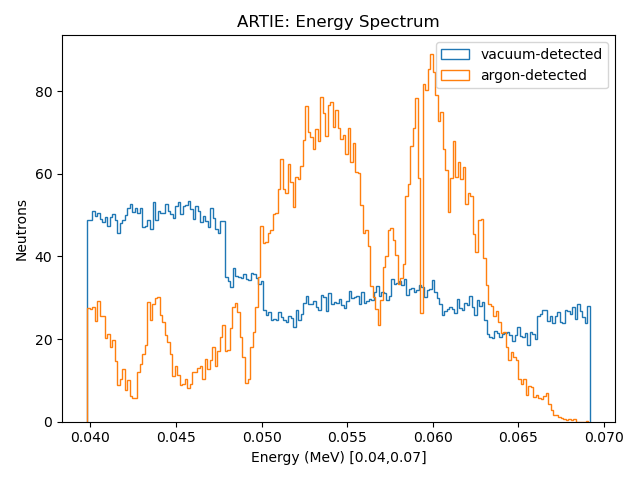 ARTIE: Energy Spectrum
vacuum-detected
argon-detected
80
60
40
20
0
Neutrons
0.040 0.045 0.050 0.055 0.060 0.065 0.070
Energy (MeV) [0.04,0.07]